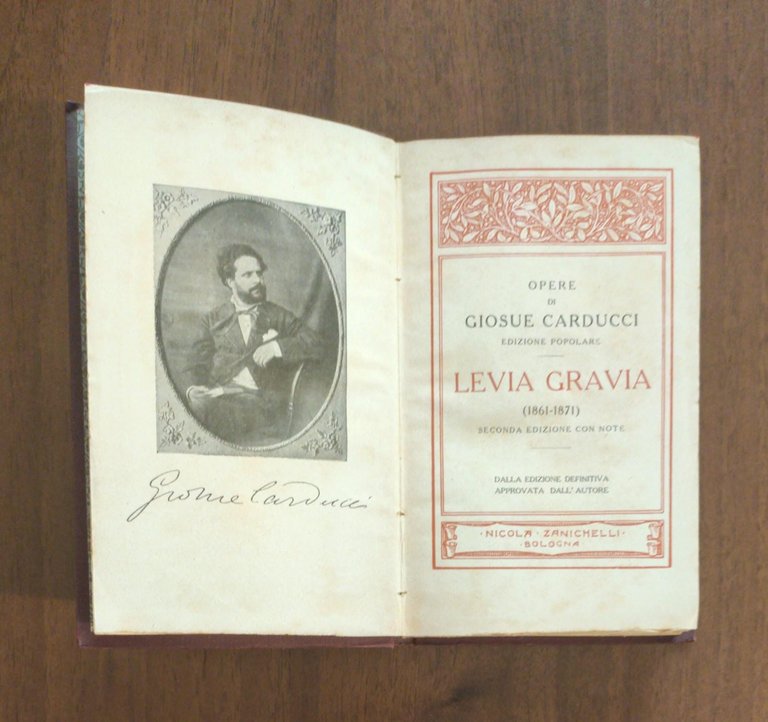 Giosue Carducci
OPERE
DI
GIOSUE CARDUCCI
EDIZIONE POPOLARE
LEVIA GRAVIA
(1861-1871)
SECONDA EDIZIONE CON NOTE
DALLA EDIZIONE DEFINITIVA
APPROVATA DALL'AUTORE
·NICOLA·ZANICHELLI·
·BOLOGNA